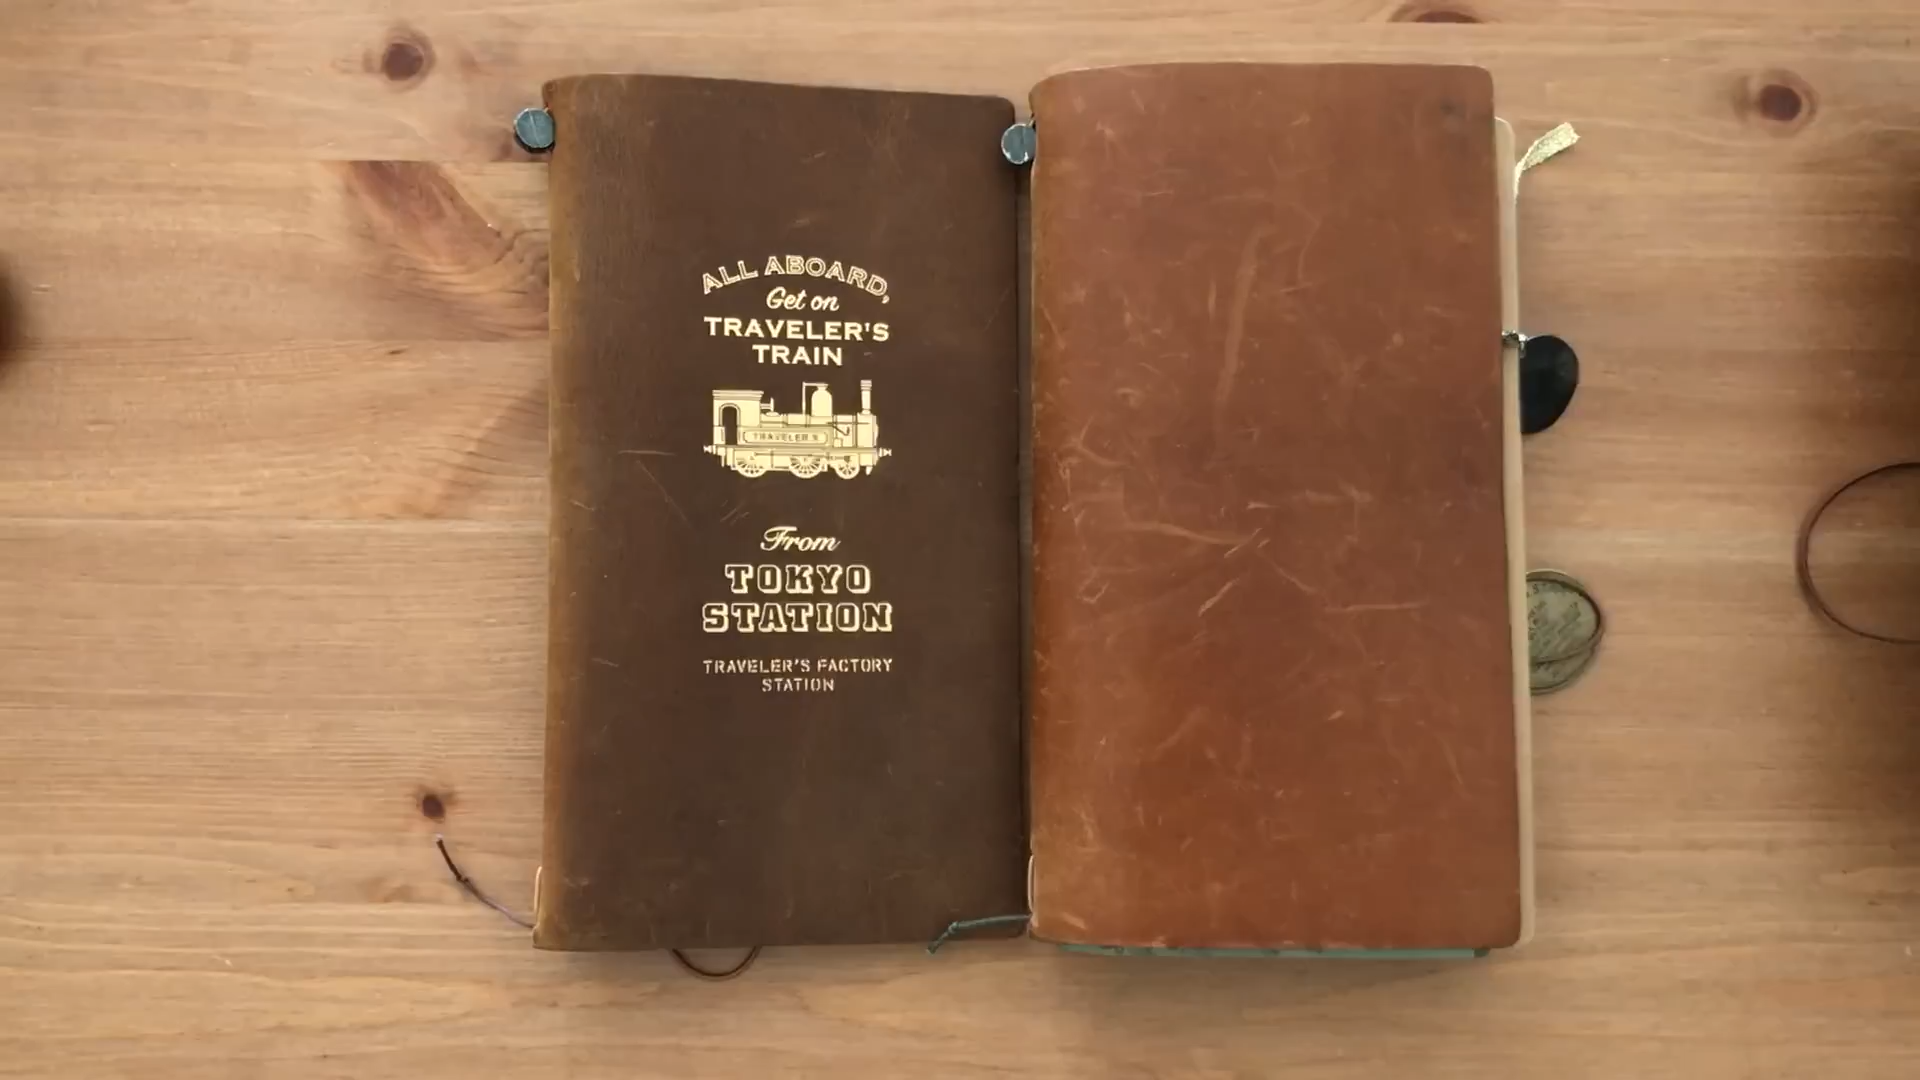 ALL ABOARD,
Get on
TRAVELER'S
TRAIN
TRAVELER'S
From
TOKYO
STATION
TRAVELER'S FACTORY
STATION